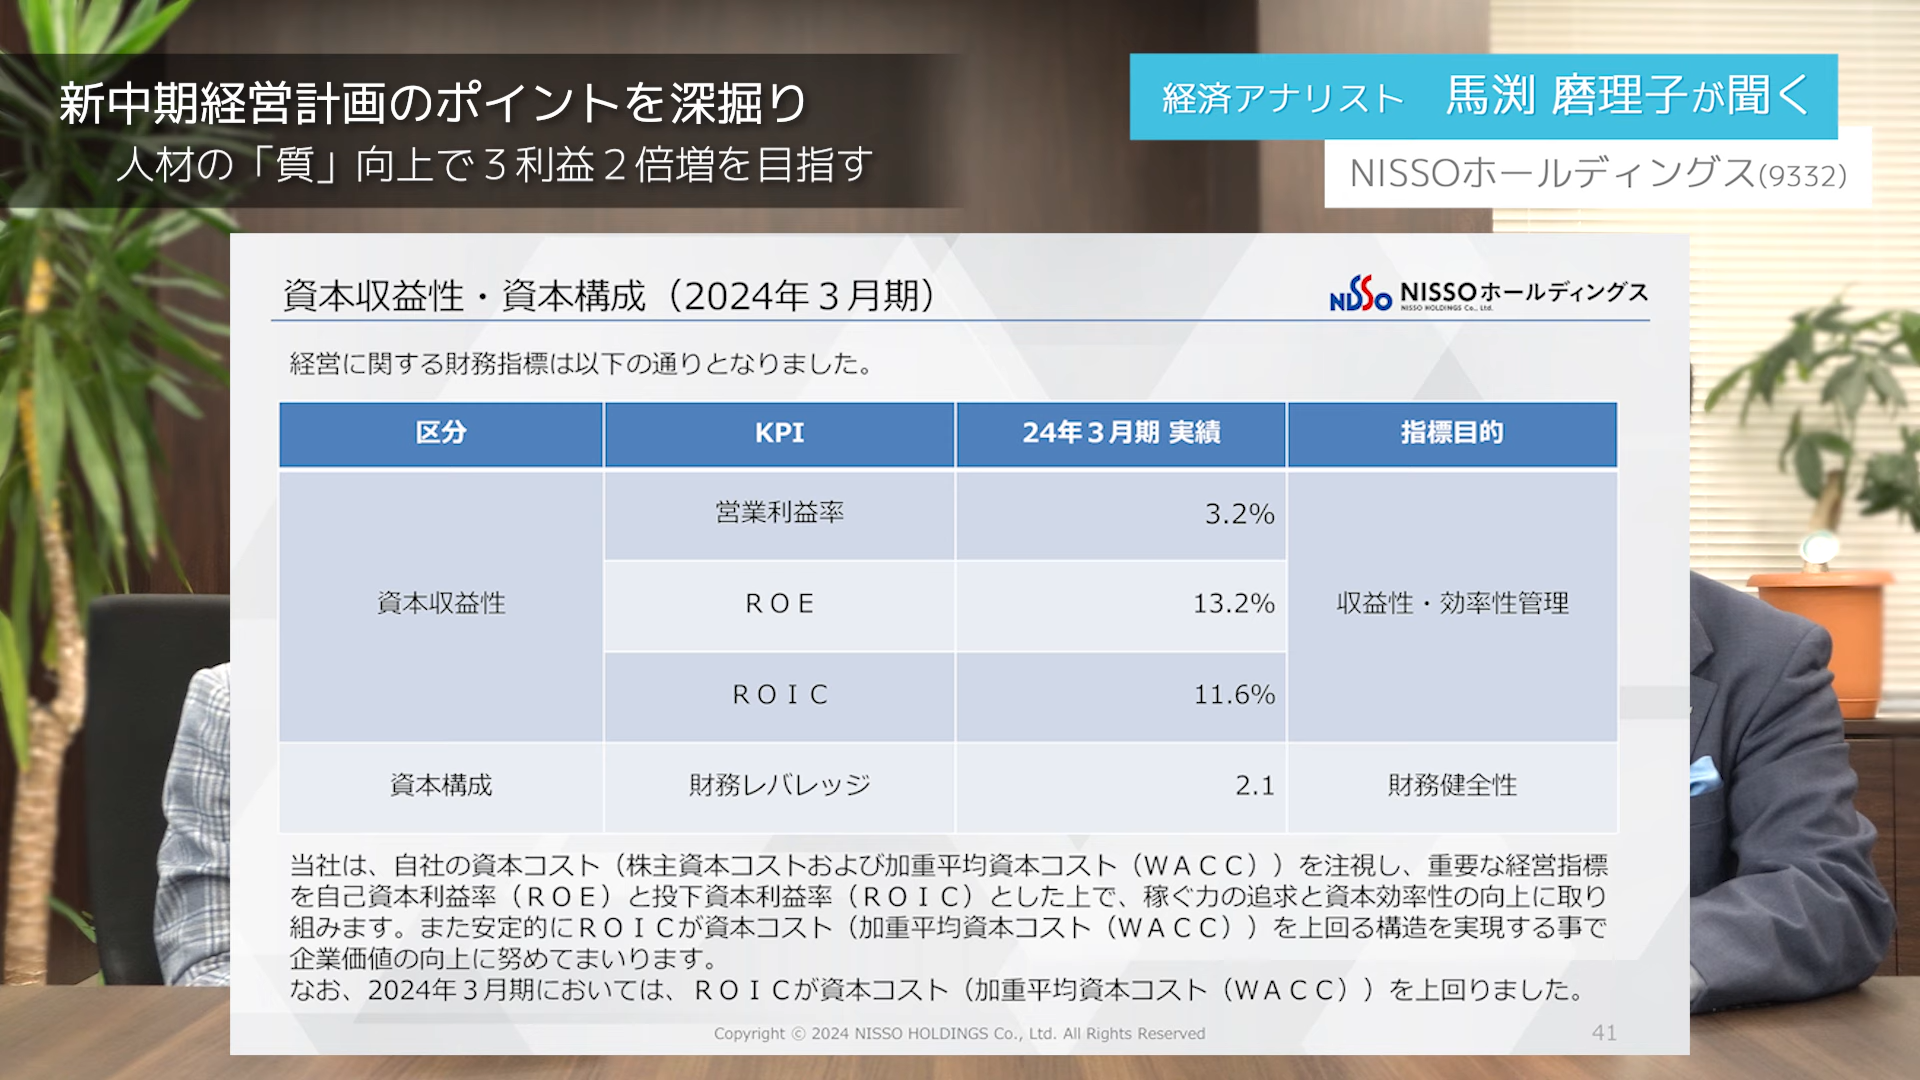 新中期経営計画のポイントを深掘り
人材の「質」向上で３利益２倍増を目指す
経済アナリスト 馬渕 磨理子が聞く
NISSOホールディングス(9332)
資本収益性・資本構成（2024年３月期）
NISSO NISSOホールディングス
NISSO HOLDINGS Co., Ltd.
経営に関する財務指標は以下の通りとなりました。
区分 KPI 24年３月期 実績 指標目的
営業利益率 3.2%
資本収益性 ＲＯＥ 13.2% 収益性・効率性管理
ＲＯＩＣ 11.6%
資本構成 財務レバレッジ 2.1 財務健全性
当社は、自社の資本コスト（株主資本コストおよび加重平均資本コスト（ＷＡＣＣ））を注視し、重要な経営指標
を自己資本利益率（ＲＯＥ）と投下資本利益率（ＲＯＩＣ）とした上で、稼ぐ力の追求と資本効率性の向上に取り
組みます。また安定的にＲＯＩＣが資本コスト（加重平均資本コスト（ＷＡＣＣ））を上回る構造を実現する事で
企業価値の向上に努めてまいります。
なお、2024年３月期においては、ＲＯＩＣが資本コスト（加重平均資本コスト（ＷＡＣＣ））を上回りました。
Copyright © 2024 NISSO HOLDINGS Co., Ltd. All Rights Reserved
41